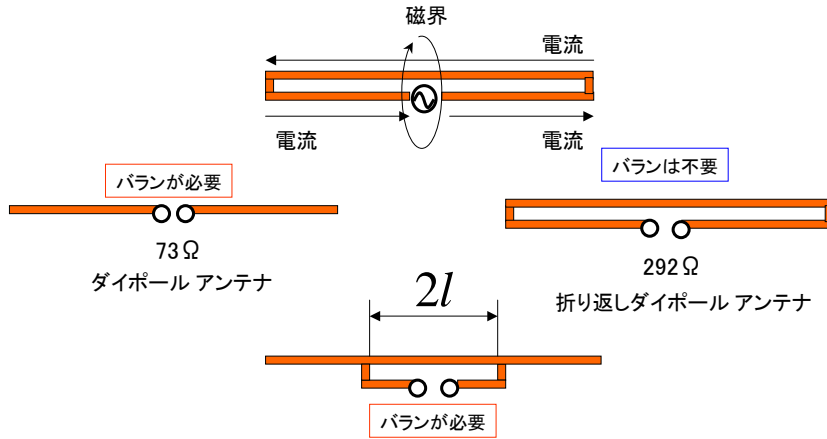 磁界
電流
電流
電流
バランが必要
バランは不要
73Ω
ダイポール アンテナ
292Ω
折り返しダイポール アンテナ
2l
バランが必要